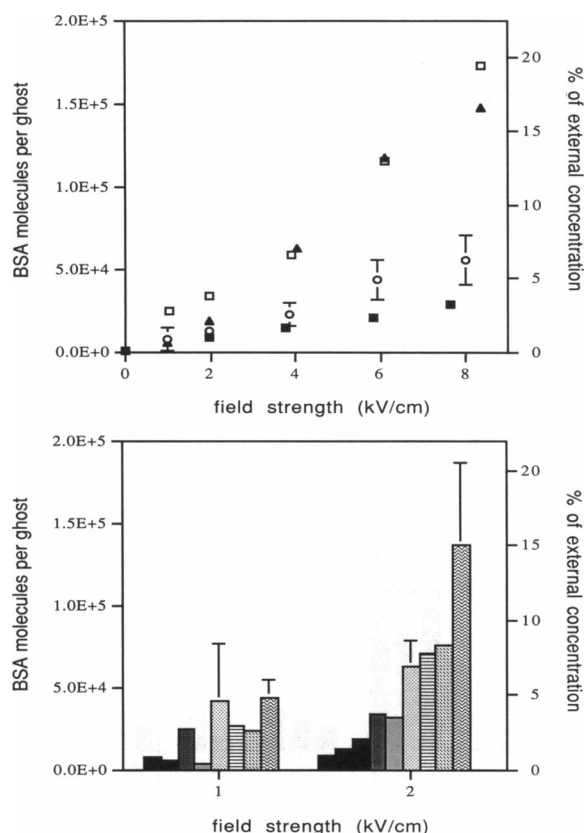 2.0E+5
1.5E+5
1.0E+5
5.0E+4
0.0E+0
BSA molecules per ghost
20
15
10
5
0
% of external concentration
0 2 4 6 8
field strength (kV/cm)
2.0E+5
1.5E+5
1.0E+5
5.0E+4
0.0E+0
BSA molecules per ghost
20
15
10
5
0
% of external concentration
1 2
field strength (kV/cm)